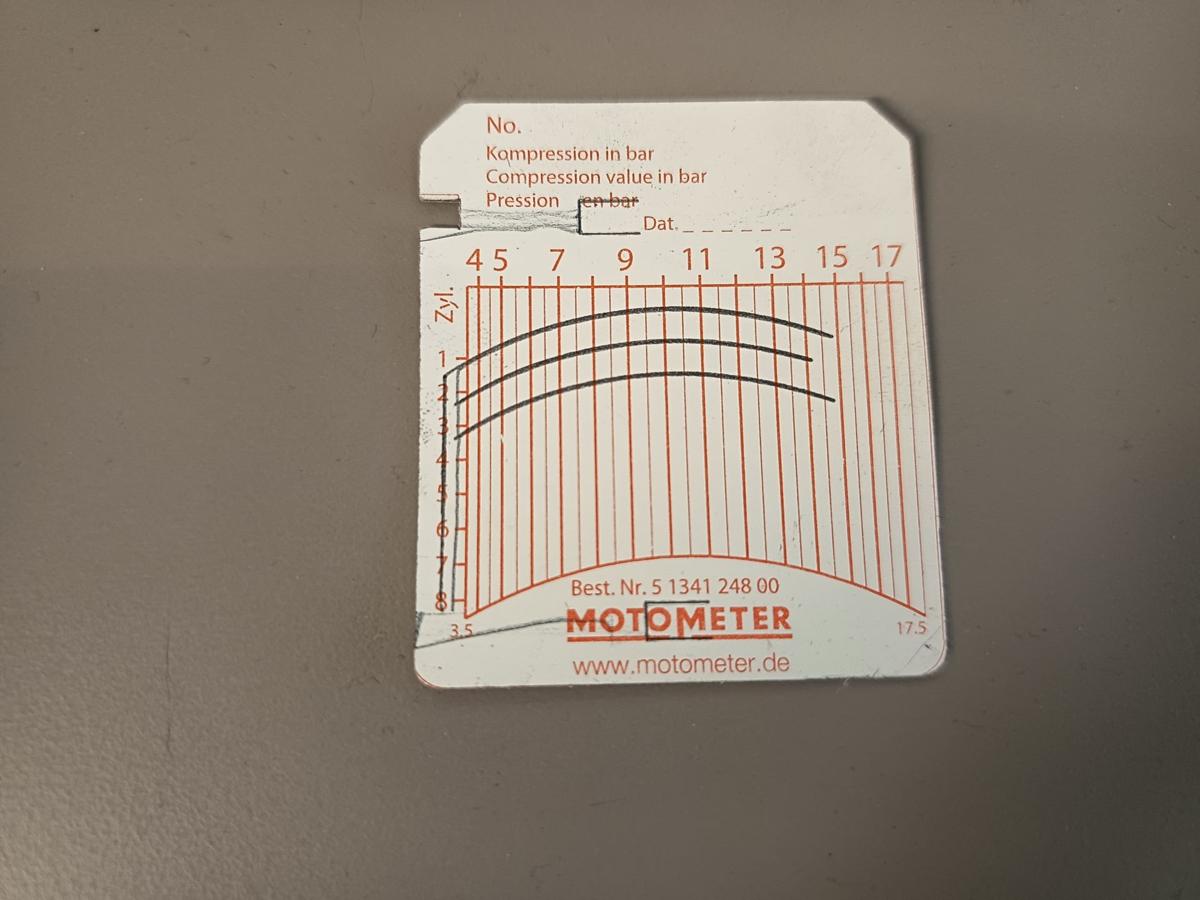 No.
Kompression in bar
Compression value in bar
Pression en bar
Dat. _ _ _ _ _ _
4 5 7 9 11 13 15 17
Zyl.
1
2
3
4
5
6
7
8
Best. Nr. 5 1341 248 00
3.5 MOTOMETER 17.5
www.motometer.de